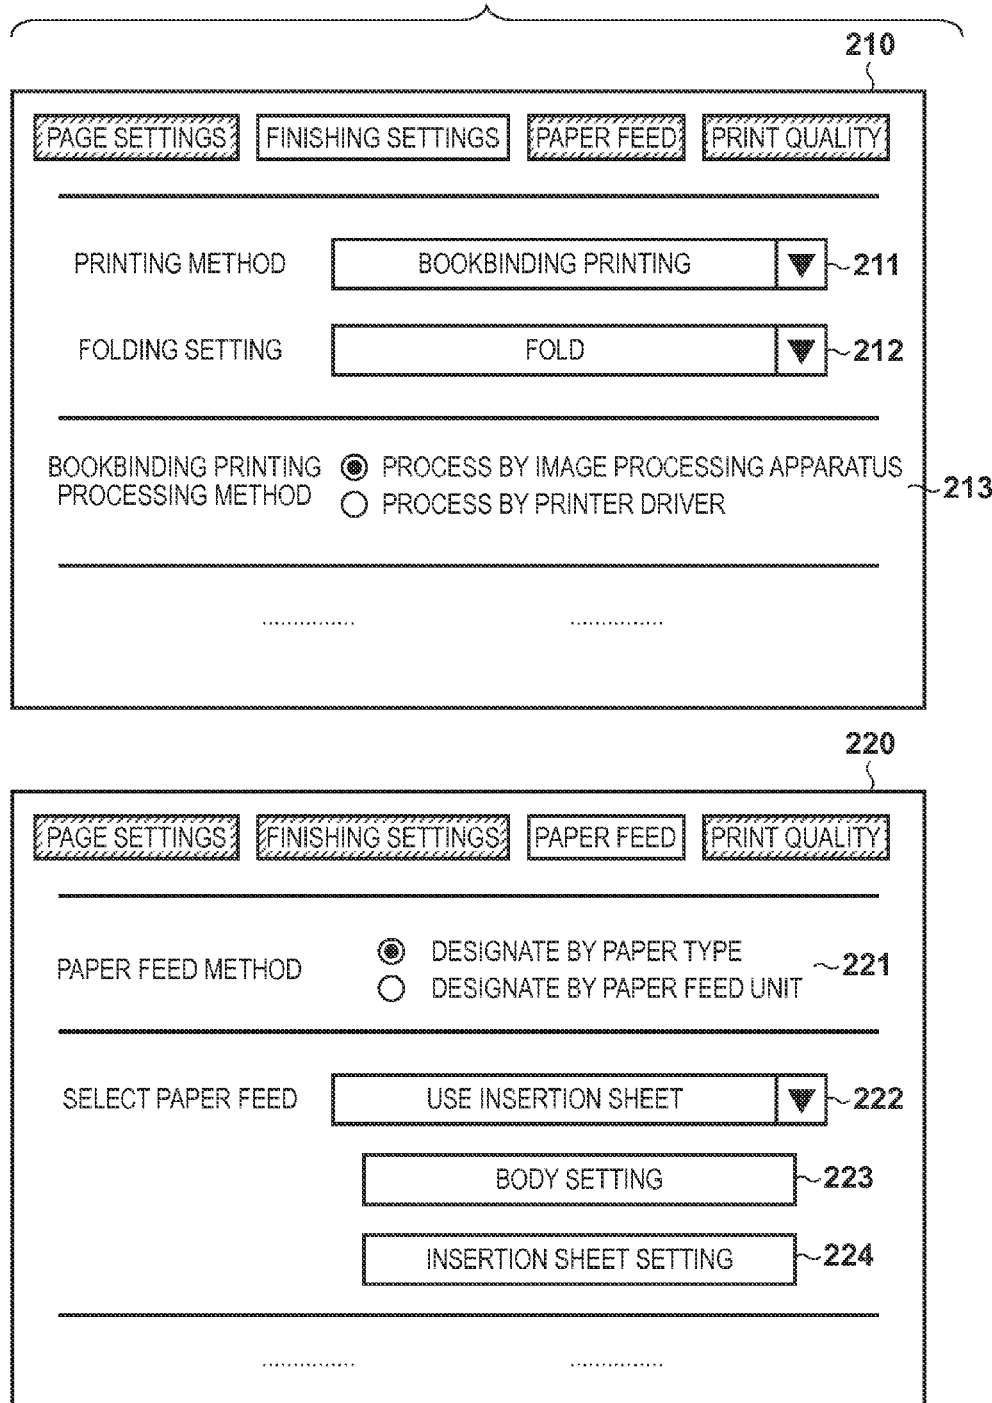 210
PAGE SETTINGS FINISHING SETTINGS PAPER FEED PRINT QUALITY
PRINTING METHOD BOOKBINDING PRINTING 211
FOLDING SETTING FOLD 212
BOOKBINDING PRINTING PROCESSING METHOD
PROCESS BY IMAGE PROCESSING APPARATUS
PROCESS BY PRINTER DRIVER
213
.............. ..............
220
PAGE SETTINGS FINISHING SETTINGS PAPER FEED PRINT QUALITY
PAPER FEED METHOD
DESIGNATE BY PAPER TYPE
DESIGNATE BY PAPER FEED UNIT
221
SELECT PAPER FEED USE INSERTION SHEET 222
BODY SETTING 223
INSERTION SHEET SETTING 224
.............. ..............